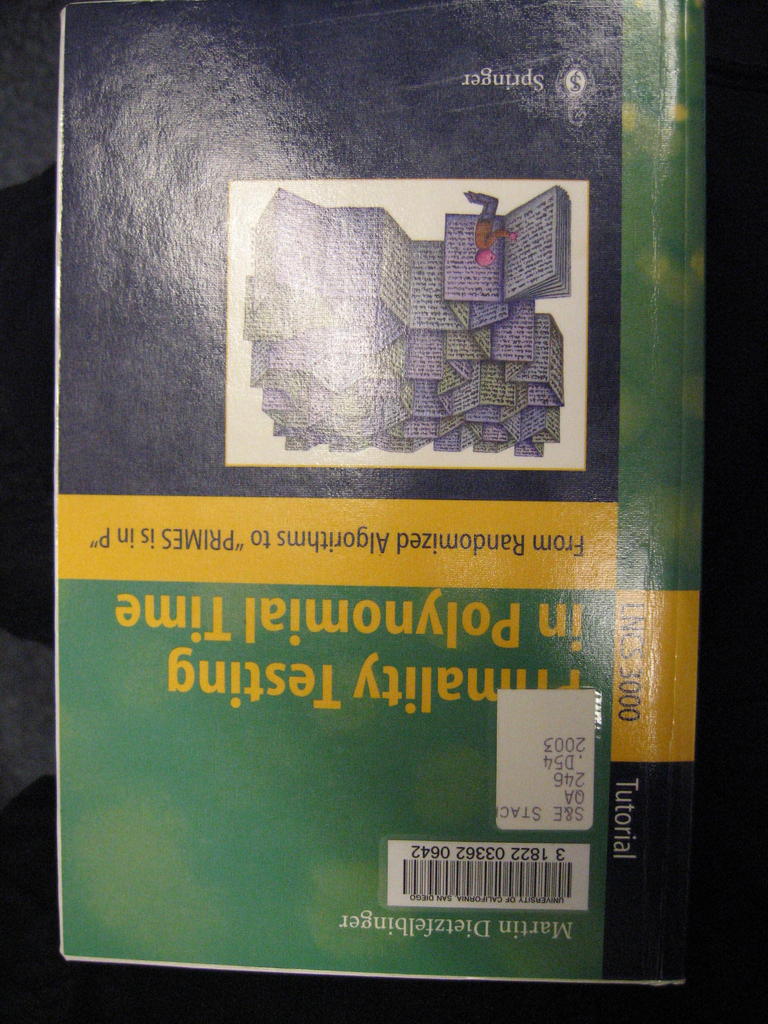 Martin Dietzfelbinger
UNIVERSITY OF CALIFORNIA, SAN DIEGO
3 1822 03362 0642
S&E STAC
QA
246
.D54
2003
Primality Testing
in Polynomial Time
From Randomized Algorithms to "PRIMES is in P"
Springer
Tutorial
LNCS 3000